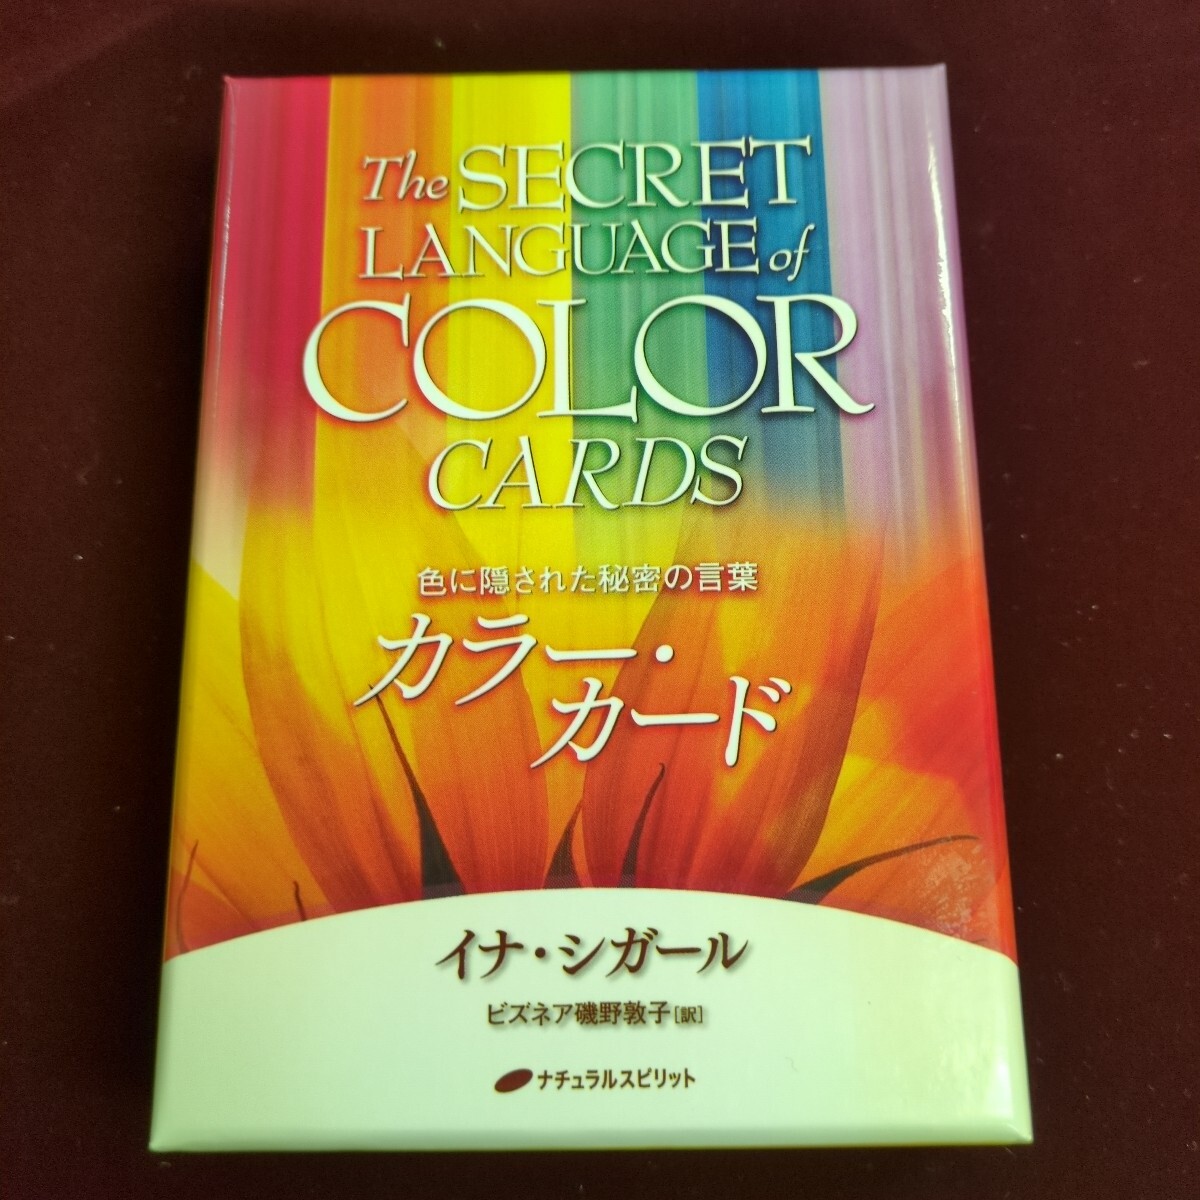 The SECRET
LANGUAGE of
COLOR
CARDS
色に隠された秘密の言葉
カラー・
カード
イナ・シガール
ビズネア磯野敦子[訳]
ナチュラルスピリット